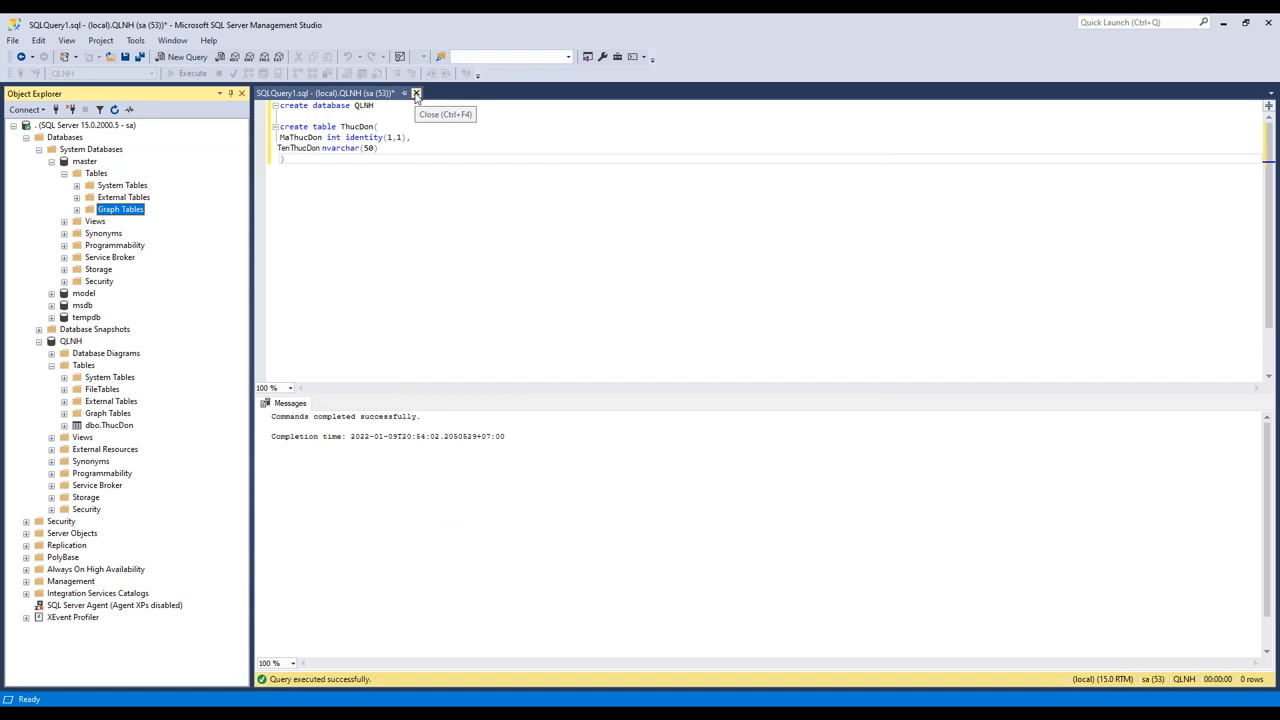 SQLQuery1.sql - (local).QLNH (sa (53))* - Microsoft SQL Server Management Studio
Quick Launch (Ctrl+Q)
File Edit View Project Tools Window Help
New Query
QLNH
Execute
Object Explorer
SQLQuery1.sql - (local).QLNH (sa (53))*
Close (Ctrl+F4)
Connect
. (SQL Server 15.0.2000.5 - sa)
Databases
System Databases
master
Tables
System Tables
External Tables
Graph Tables
Views
Synonyms
Programmability
Service Broker
Storage
Security
model
msdb
tempdb
Database Snapshots
QLNH
Database Diagrams
Tables
System Tables
FileTables
External Tables
Graph Tables
dbo.ThucDon
Views
External Resources
Synonyms
Programmability
Service Broker
Storage
Security
Security
Server Objects
Replication
PolyBase
Always On High Availability
Management
Integration Services Catalogs
SQL Server Agent (Agent XPs disabled)
XEvent Profiler
create database QLNH
create table ThucDon(
MaThucDon int identity(1,1),
TenThucDon nvarchar(50)
)
100 %
Messages
Commands completed successfully.
Completion time: 2022-01-09T20:54:02.2050529+07:00
100 %
Query executed successfully.
(local) (15.0 RTM) sa (53) QLNH 00:00:00 0 rows
Ready